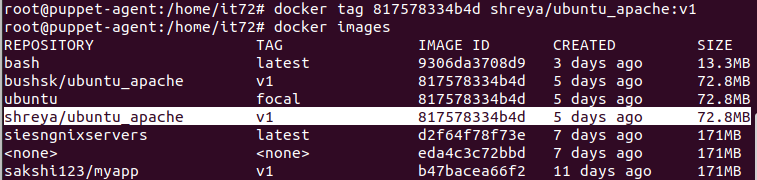 root@puppet-agent:/home/it72# docker tag 817578334b4d shreya/ubuntu_apache:v1
root@puppet-agent:/home/it72# docker images
REPOSITORY TAG IMAGE ID CREATED SIZE
bash latest 9306da3708d9 3 days ago 13.3MB
bushsk/ubuntu_apache v1 817578334b4d 5 days ago 72.8MB
ubuntu focal 817578334b4d 5 days ago 72.8MB
shreya/ubuntu_apache v1 817578334b4d 5 days ago 72.8MB
siesngnixservers latest d2f64f78f73e 7 days ago 171MB
<none> <none> eda4c3c72bbd 7 days ago 171MB
sakshi123/myapp v1 b47bacea66f2 11 days ago 171MB